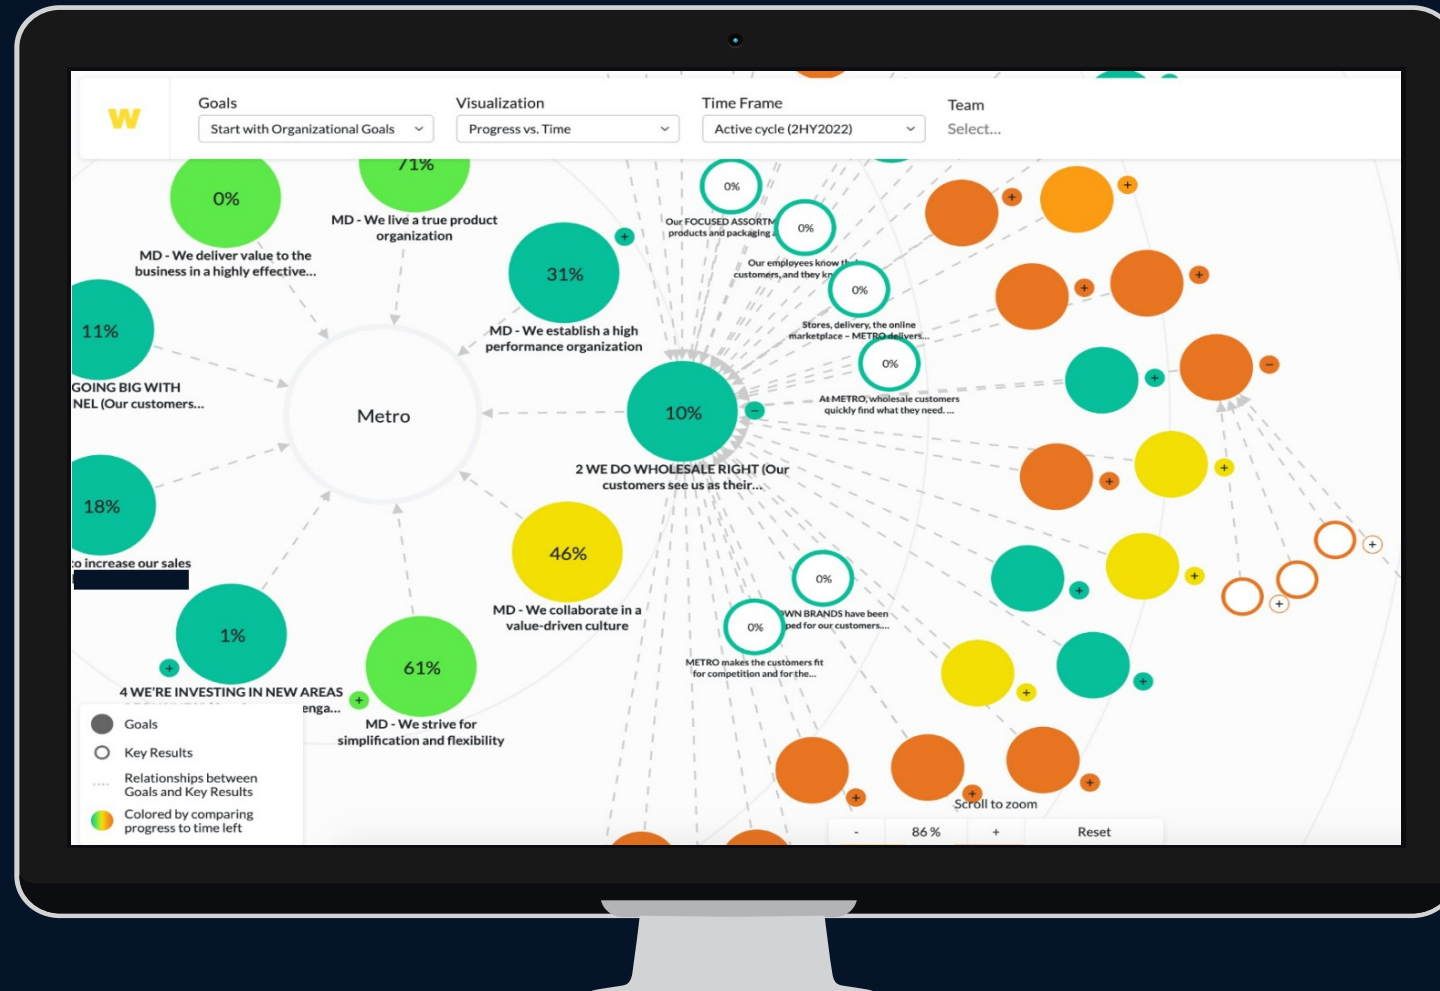 W
Goals
Start with Organizational Goals
Visualization
Progress vs. Time
Time Frame
Active cycle (2HY2022)
Team
Select...
0%
MD - We deliver value to the
business in a highly effective...
71%
MD - We live a true product
organization
31%
+
MD - We establish a high
performance organization
11%
GOING BIG WITH
NEL (Our customers...
Metro
18%
to increase our sales
1%
+
4 WE'RE INVESTING IN NEW AREAS
enga...
61%
+
MD - We strive for
simplification and flexibility
46%
MD - We collaborate in a
value-driven culture
10%
-
2 WE DO WHOLESALE RIGHT (Our
customers see us as their...
0%
Our FOCUSED ASSORTM
products and packaging
0%
Our employees know
customers, and they
0%
Stores, delivery, the online
marketplace – METRO delivers...
0%
At METRO, wholesale customers
quickly find what they need. ...
0%
WN BRANDS have been
ped for our customers....
0%
METRO makes the customers fit
for competition and for the...
Goals
Key Results
Relationships between
Goals and Key Results
Colored by comparing
progress to time left
Scroll to zoom
- 86 % + Reset